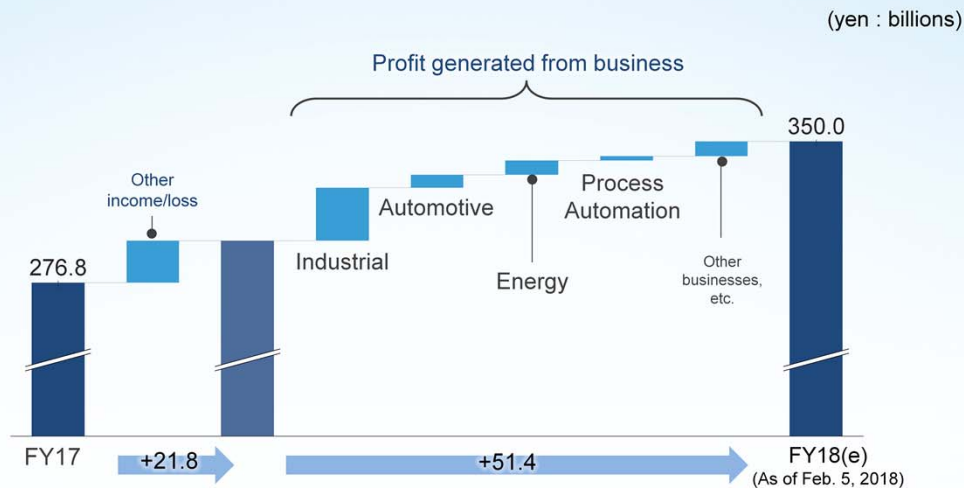 (yen : billions)
Profit generated from business
350.0
Other
income/loss
Automotive
Process
Automation
Industrial
276.8
Energy
Other
businesses,
etc.
FY17
+21.8
+51.4
FY18(e)
(As of Feb. 5, 2018)